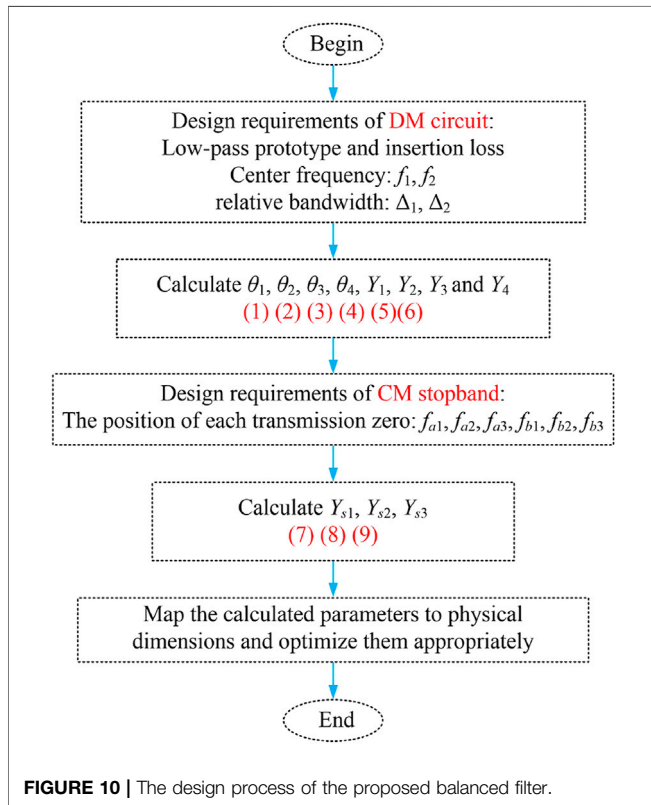 Begin
Design requirements of DM circuit:
Low-pass prototype and insertion loss
Center frequency: f₁, f₂
relative bandwidth: Δ₁, Δ₂
Calculate θ₁, θ₂, θ₃, θ₄, Y₁, Y₂, Y₃ and Y₄
(1) (2) (3) (4) (5)(6)
Design requirements of CM stopband:
The position of each transmission zero: fₐ₁, fₐ₂, fₐ₃, f_b1, f_b2, f_b3
Calculate Yₛ₁, Yₛ₂, Yₛ₃
(7) (8) (9)
Map the calculated parameters to physical
dimensions and optimize them appropriately
End
FIGURE 10 | The design process of the proposed balanced filter.